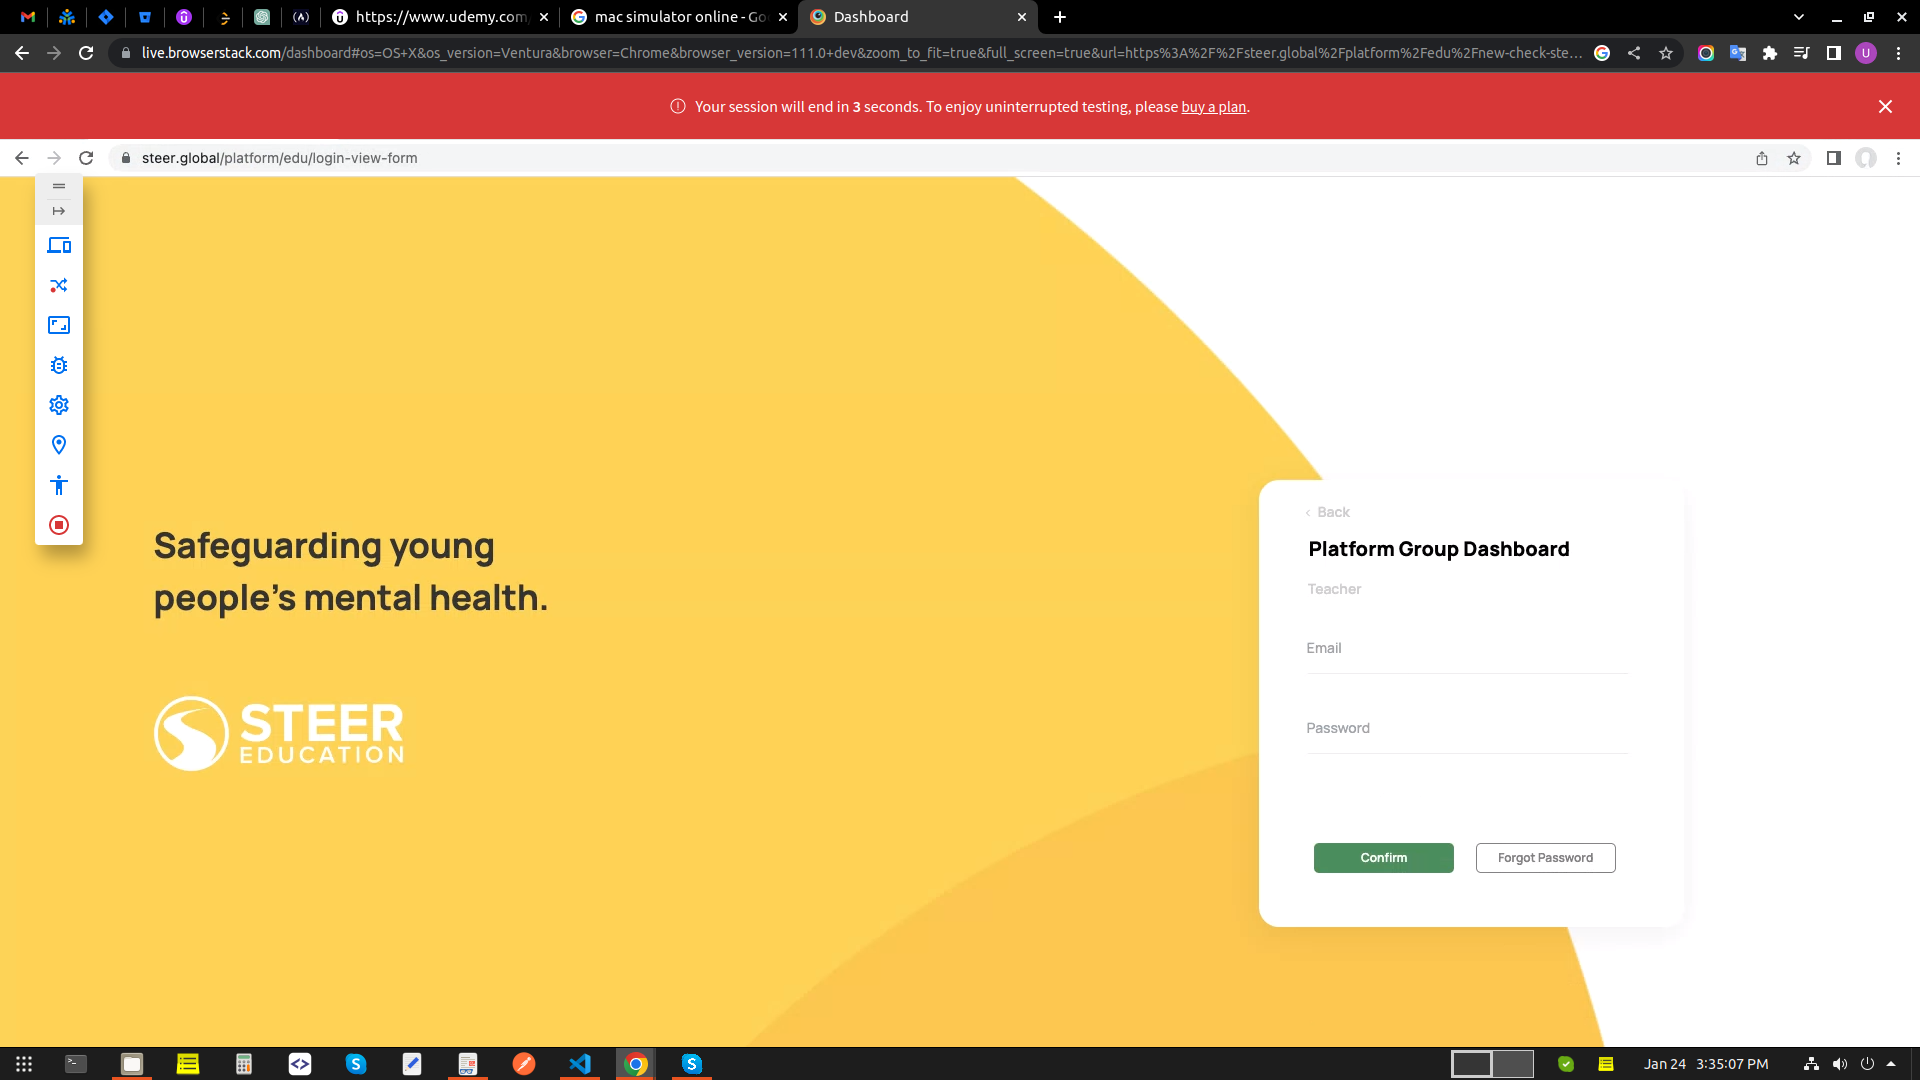 https://www.udemy.com
mac simulator online - Go
Dashboard
live.browserstack.com/dashboard#os=OS+X&os_version=Ventura&browser=Chrome&browser_version=111.0+dev&zoom_to_fit=true&full_screen=true&url=https%3A%2F%2Fsteer.global%2Fplatform%2Fedu%2Fnew-check-ste...
U
Your session will end in 3 seconds. To enjoy uninterrupted testing, please buy a plan.
steer.global/platform/edu/login-view-form
Safeguarding young
people's mental health.
STEER
EDUCATION
Back
Platform Group Dashboard
Teacher
Email
Password
Confirm
Forgot Password
Jan 24 3:35:07 PM